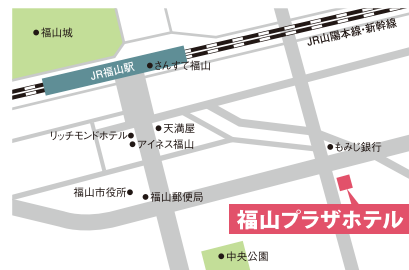 福山城
JR山陽本線・新幹線
JR福山駅
さんすて福山
天満屋
リッチモンドホテル
アイネス福山
もみじ銀行
福山市役所
福山郵便局
福山プラザホテル
中央公園